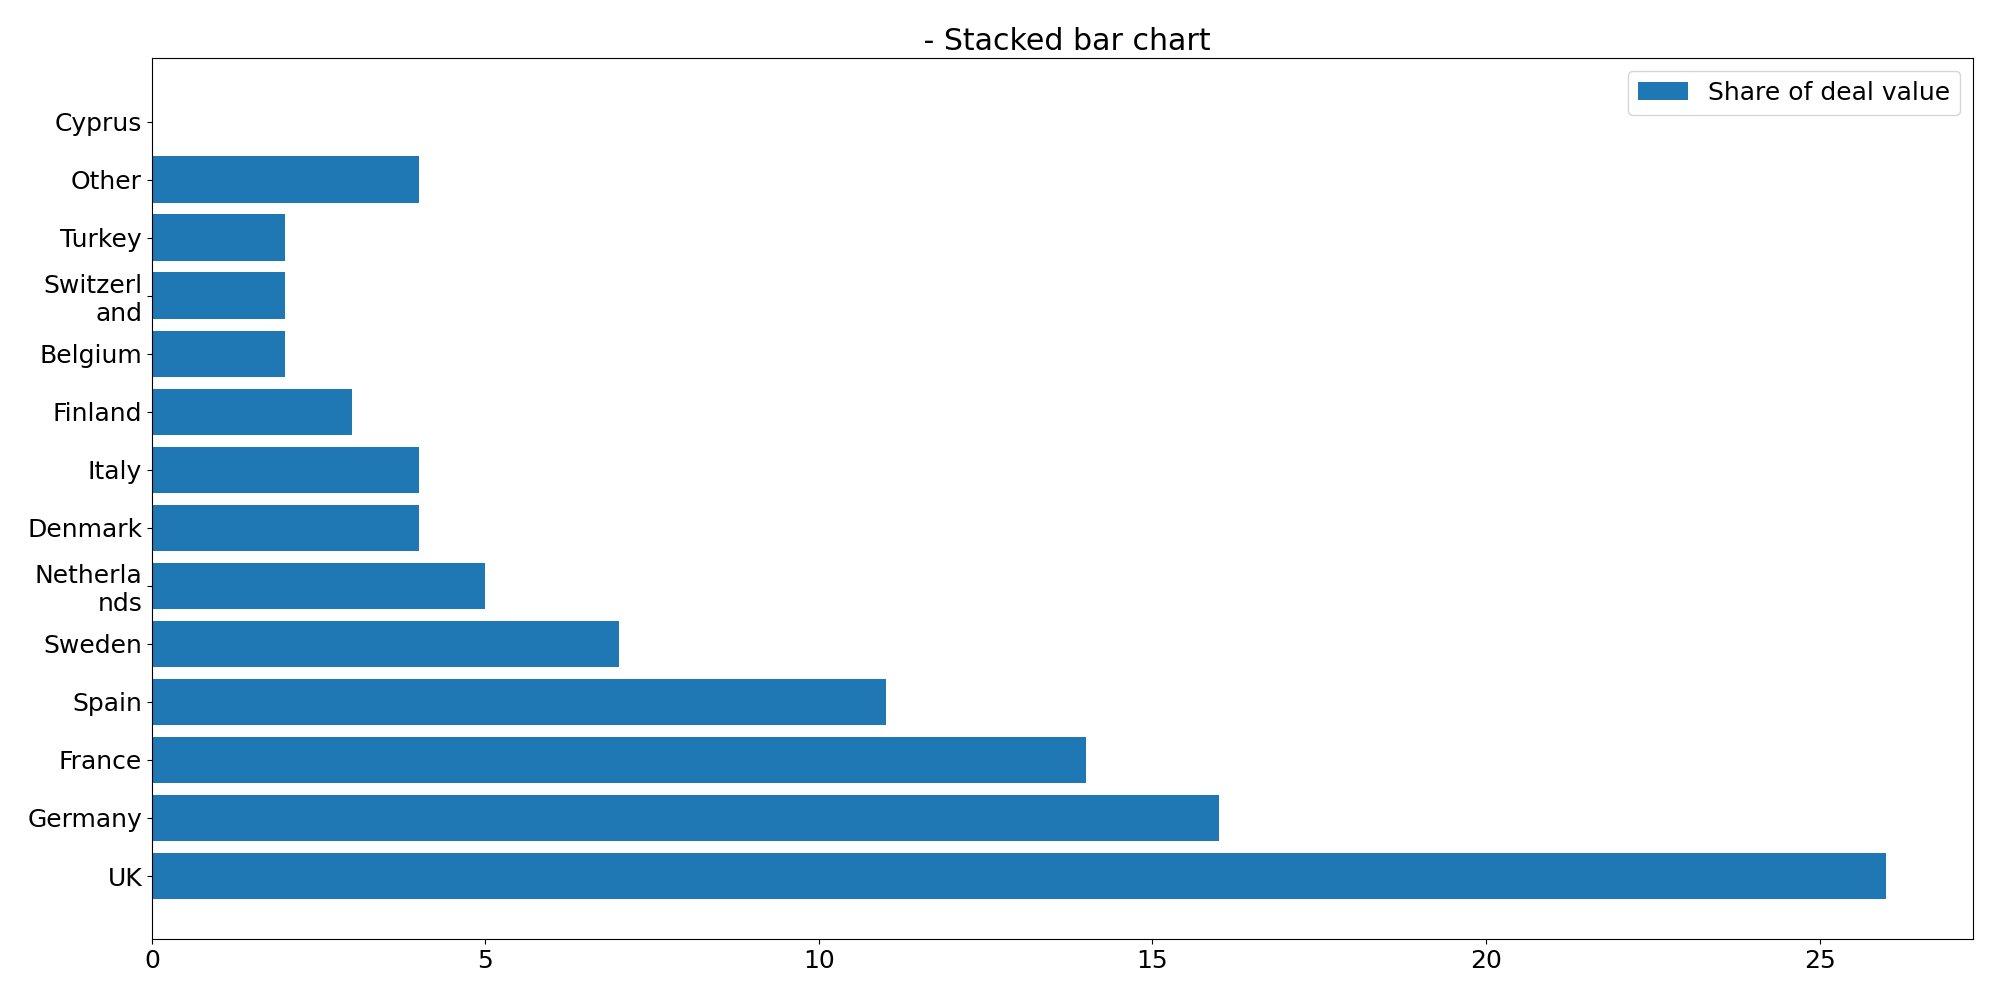 - Stacked bar chart
Share of deal value
Cyprus
Other
Turkey
Switzerl
and
Belgium
Finland
Italy
Denmark
Netherla
nds
Sweden
Spain
France
Germany
UK
0 5 10 15 20 25